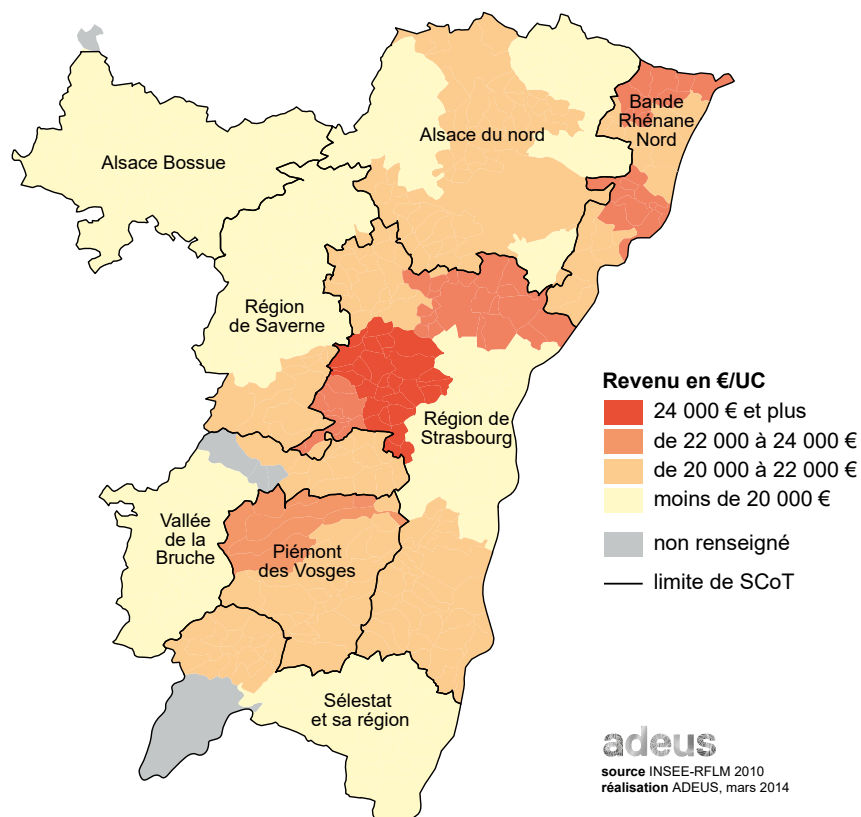 Bande
Rhénane
Nord
Alsace du nord
Alsace Bossue
Région
de Saverne
Région de
Strasbourg
Vallée
de la
Bruche
Piémont
des Vosges
Sélestat
et sa région
Revenu en €/UC
24 000 € et plus
de 22 000 à 24 000 €
de 20 000 à 22 000 €
moins de 20 000 €
non renseigné
limite de SCoT
adeus
source INSEE-RFLM 2010
réalisation ADEUS, mars 2014